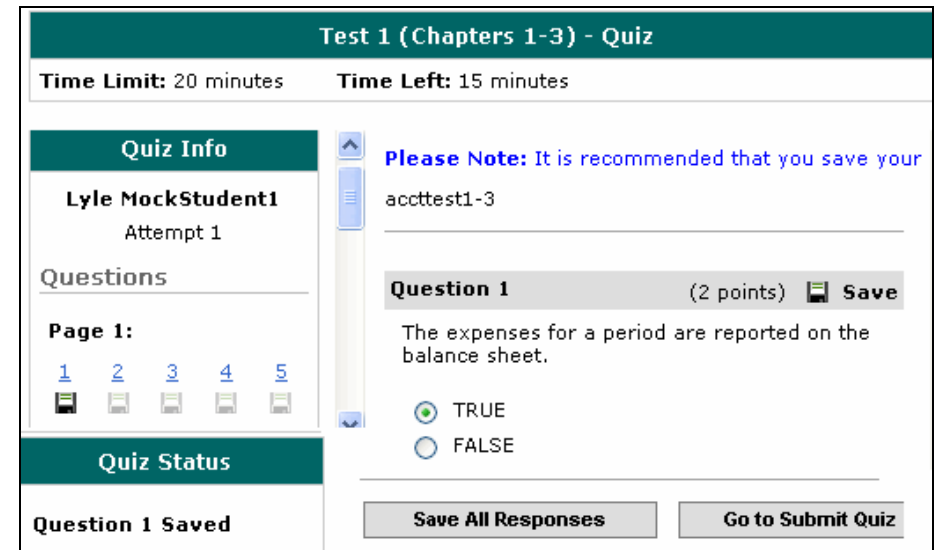 Test 1 (Chapters 1-3) - Quiz
Time Limit: 20 minutes Time Left: 15 minutes
Quiz Info
Lyle MockStudent1
Attempt 1
Questions
Page 1:
1 2 3 4 5
Quiz Status
Question 1 Saved
Please Note: It is recommended that you save your
accttest1-3
Question 1 (2 points) Save
The expenses for a period are reported on the
balance sheet.
TRUE
FALSE
Save All Responses Go to Submit Quiz